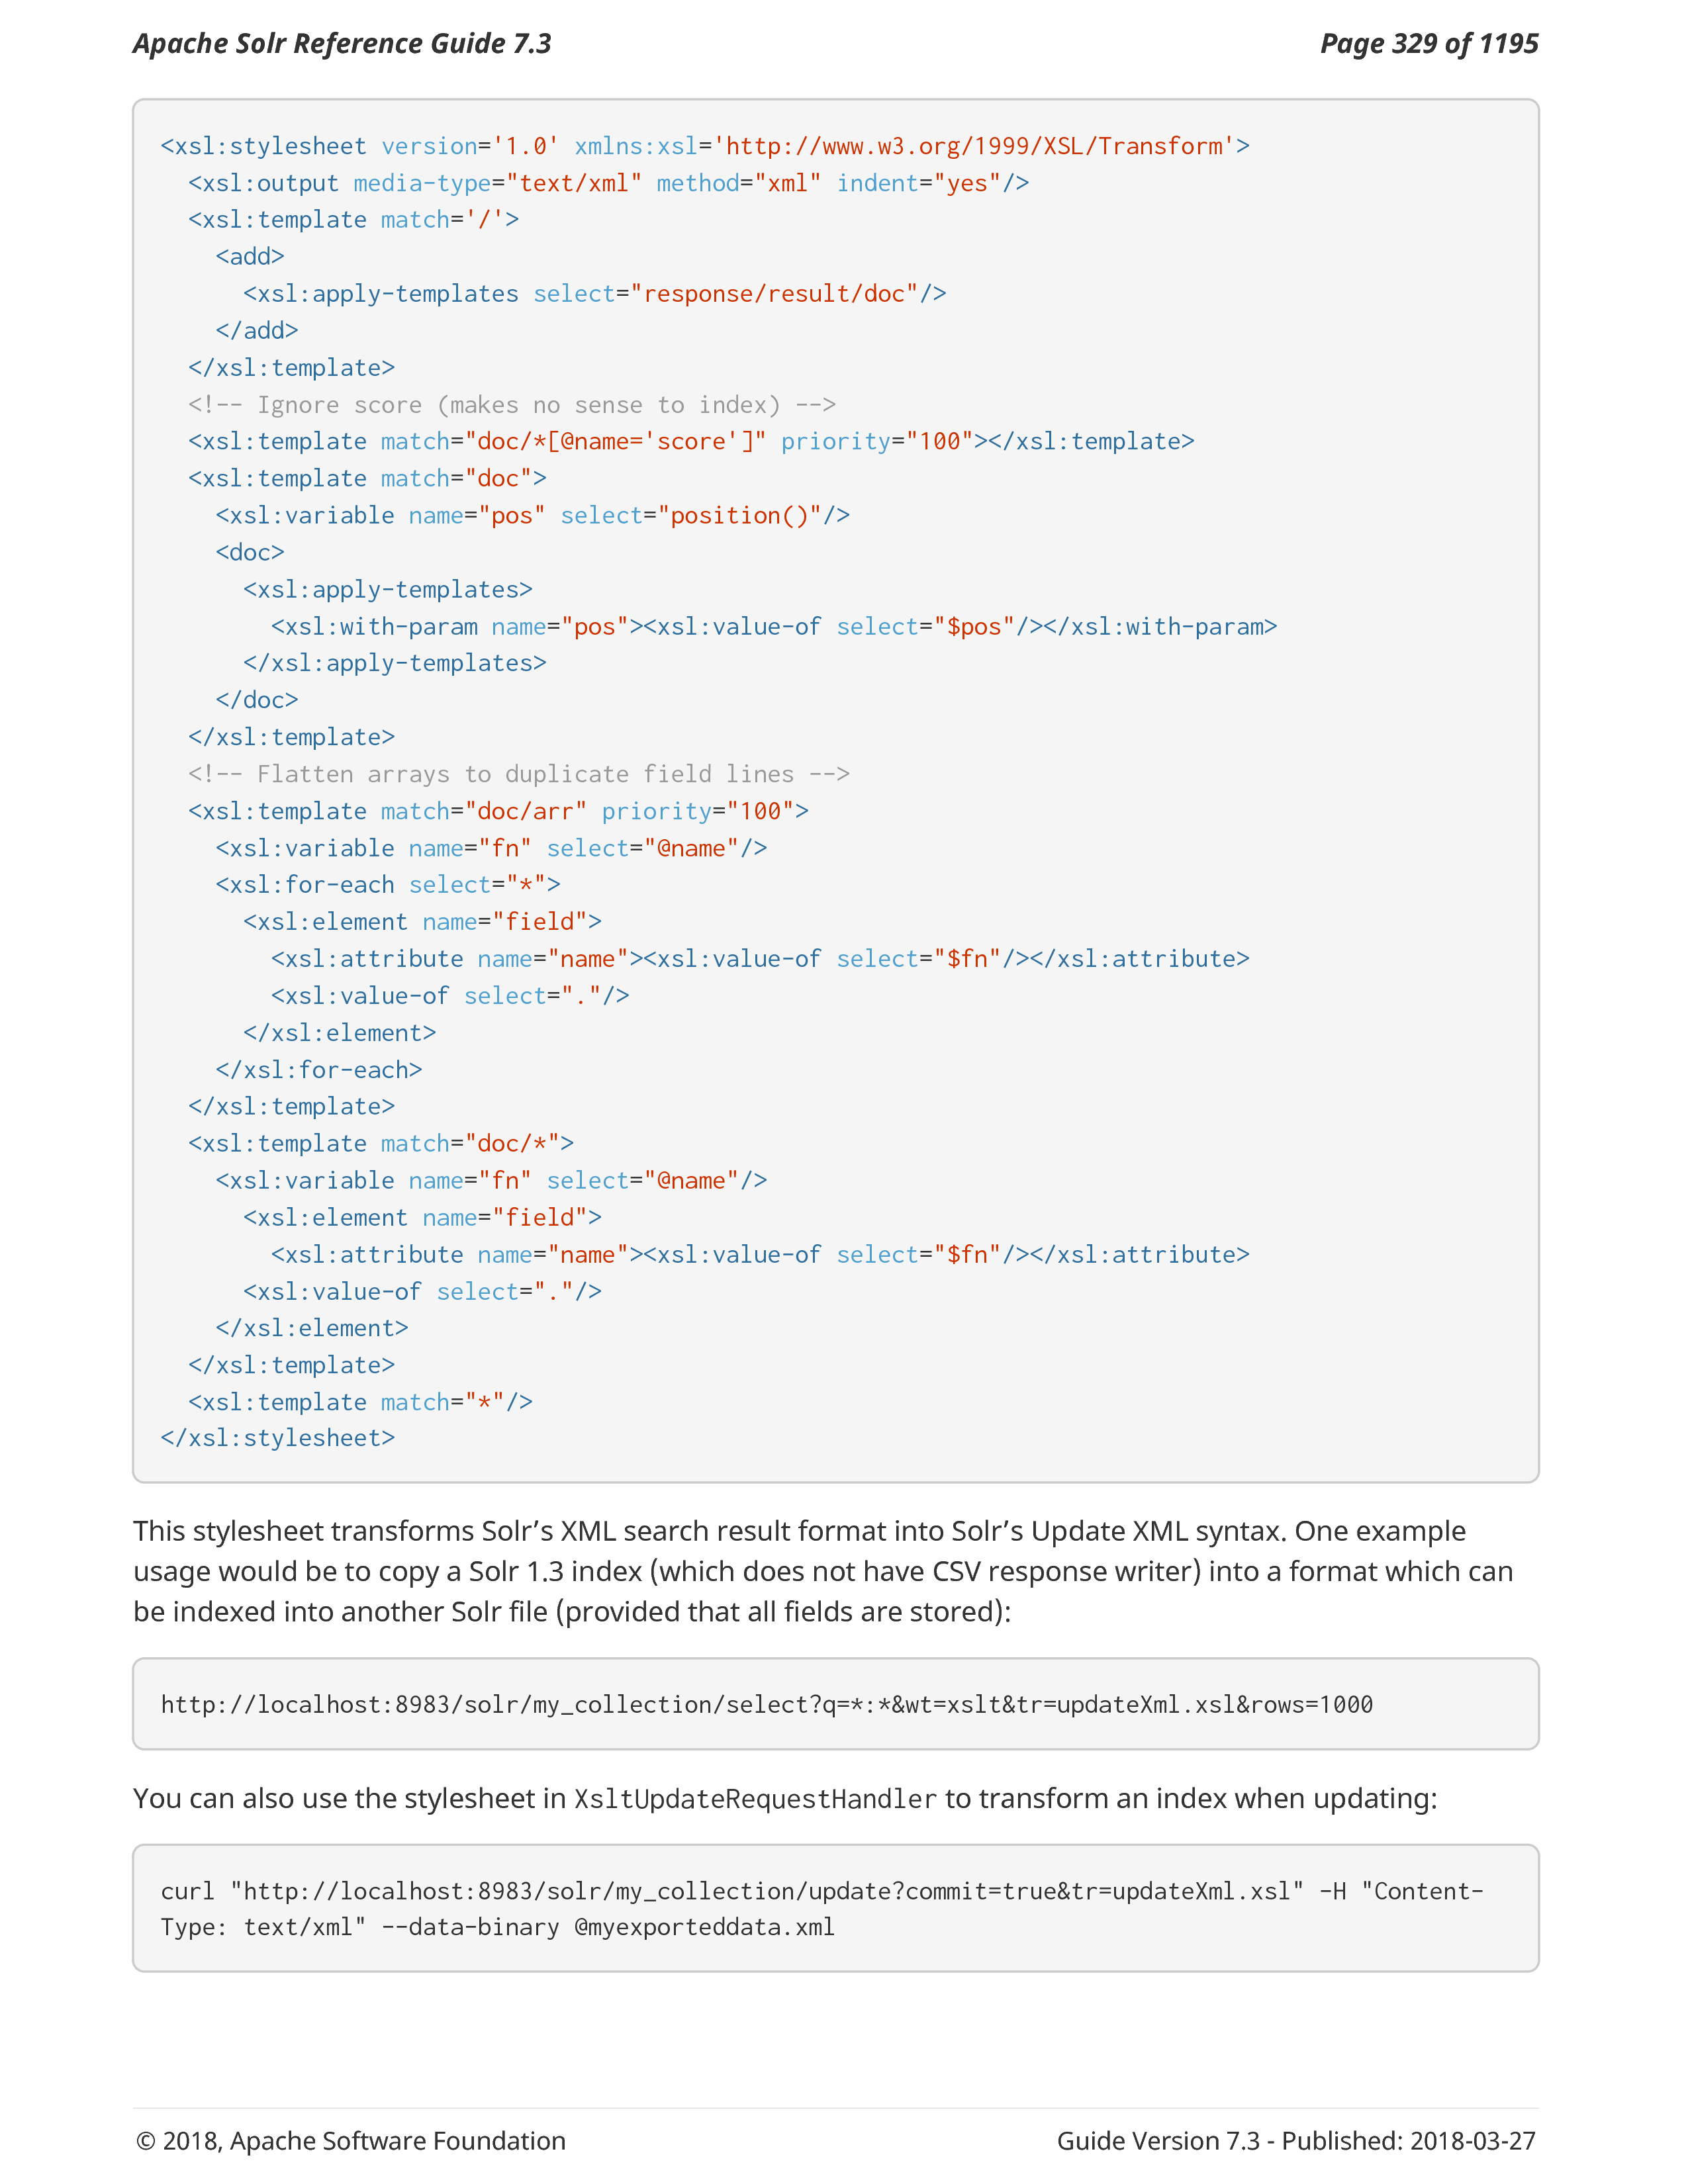 Apache Solr Reference Guide 7.3 Page 329 of 1195
<xsl:stylesheet version='1.0' xmlns:xsl='http://www.w3.org/1999/XSL/Transform'>
  <xsl:output media-type="text/xml" method="xml" indent="yes"/>
  <xsl:template match='/'>
    <add>
      <xsl:apply-templates select="response/result/doc"/>
    </add>
  </xsl:template>
  <!-- Ignore score (makes no sense to index) -->
  <xsl:template match="doc/*[@name='score']" priority="100"></xsl:template>
  <xsl:template match="doc">
    <xsl:variable name="pos" select="position()"/>
    <doc>
      <xsl:apply-templates>
        <xsl:with-param name="pos"><xsl:value-of select="$pos"/></xsl:with-param>
      </xsl:apply-templates>
    </doc>
  </xsl:template>
  <!-- Flatten arrays to duplicate field lines -->
  <xsl:template match="doc/arr" priority="100">
    <xsl:variable name="fn" select="@name"/>
    <xsl:for-each select="*">
      <xsl:element name="field">
        <xsl:attribute name="name"><xsl:value-of select="$fn"/></xsl:attribute>
        <xsl:value-of select="."/>
      </xsl:element>
    </xsl:for-each>
  </xsl:template>
  <xsl:template match="doc/*">
    <xsl:variable name="fn" select="@name"/>
      <xsl:element name="field">
        <xsl:attribute name="name"><xsl:value-of select="$fn"/></xsl:attribute>
      <xsl:value-of select="."/>
    </xsl:element>
  </xsl:template>
  <xsl:template match="*"/>
</xsl:stylesheet>
This stylesheet transforms Solr’s XML search result format into Solr’s Update XML syntax. One example
usage would be to copy a Solr 1.3 index (which does not have CSV response writer) into a format which can
be indexed into another Solr file (provided that all fields are stored):
http://localhost:8983/solr/my_collection/select?q=*:*&wt=xslt&tr=updateXml.xsl&rows=1000
You can also use the stylesheet in XsltUpdateRequestHandler to transform an index when updating:
curl "http://localhost:8983/solr/my_collection/update?commit=true&tr=updateXml.xsl" -H "Content-
Type: text/xml" --data-binary @myexporteddata.xml
© 2018, Apache Software Foundation Guide Version 7.3 - Published: 2018-03-27